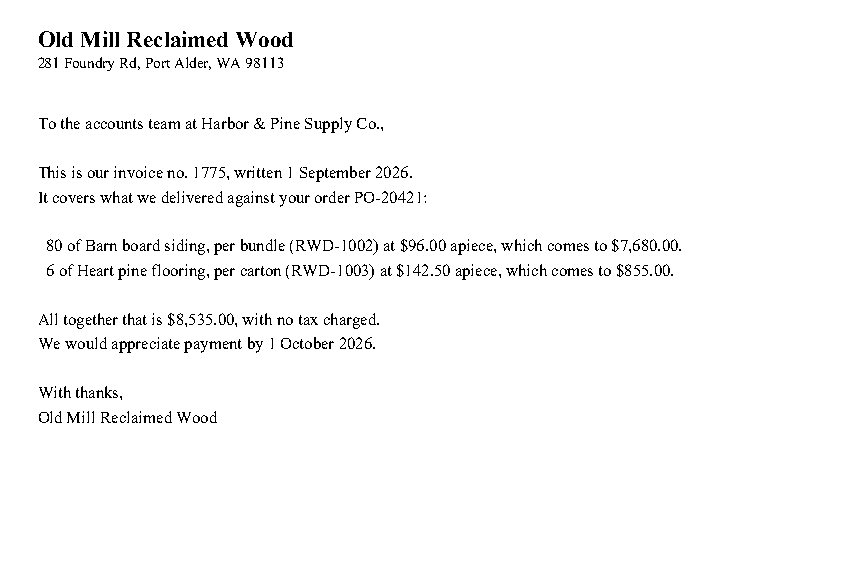 Old Mill Reclaimed Wood
281 Foundry Rd, Port Alder, WA 98113
To the accounts team at Harbor & Pine Supply Co.,
This is our invoice no. 1775, written 1 September 2026.
It covers what we delivered against your order PO-20421:
80 of Barn board siding, per bundle (RWD-1002) at $96.00 apiece, which comes to $7,680.00.
6 of Heart pine flooring, per carton (RWD-1003) at $142.50 apiece, which comes to $855.00.
All together that is $8,535.00, with no tax charged.
We would appreciate payment by 1 October 2026.
With thanks,
Old Mill Reclaimed Wood